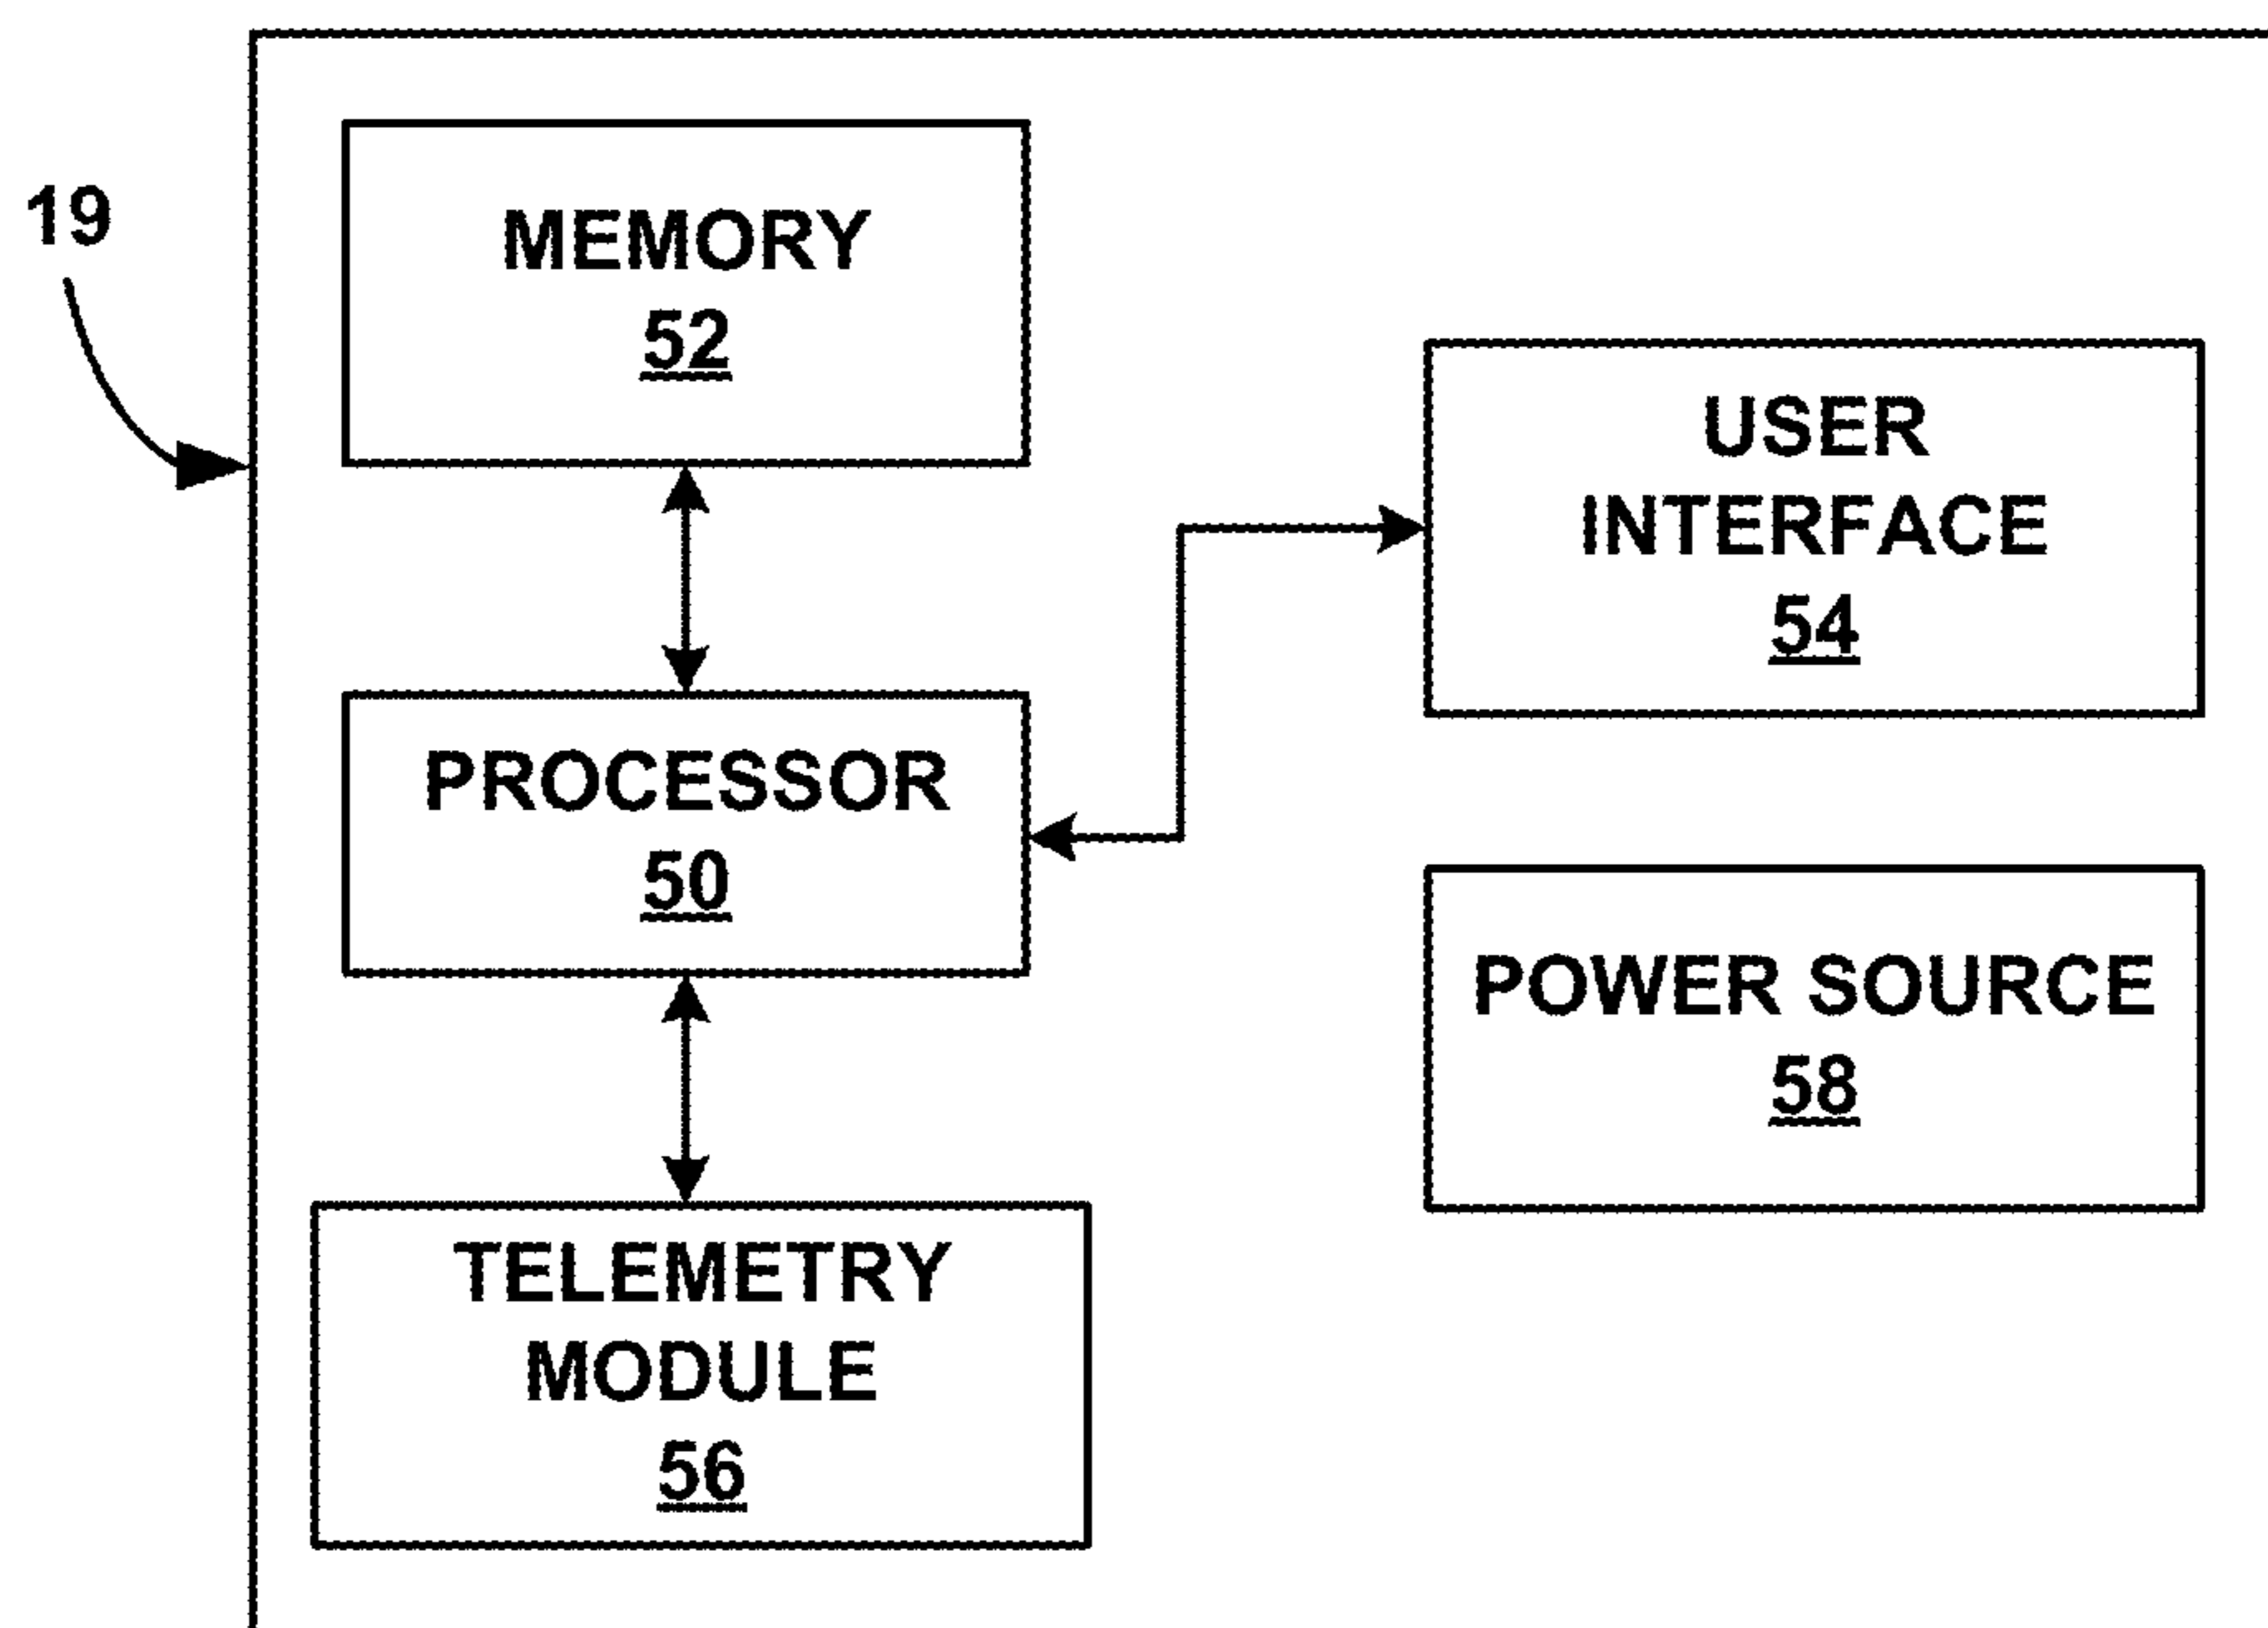 19
MEMORY
52
USER
INTERFACE
54
PROCESSOR
50
POWER SOURCE
58
TELEMETRY
MODULE
56